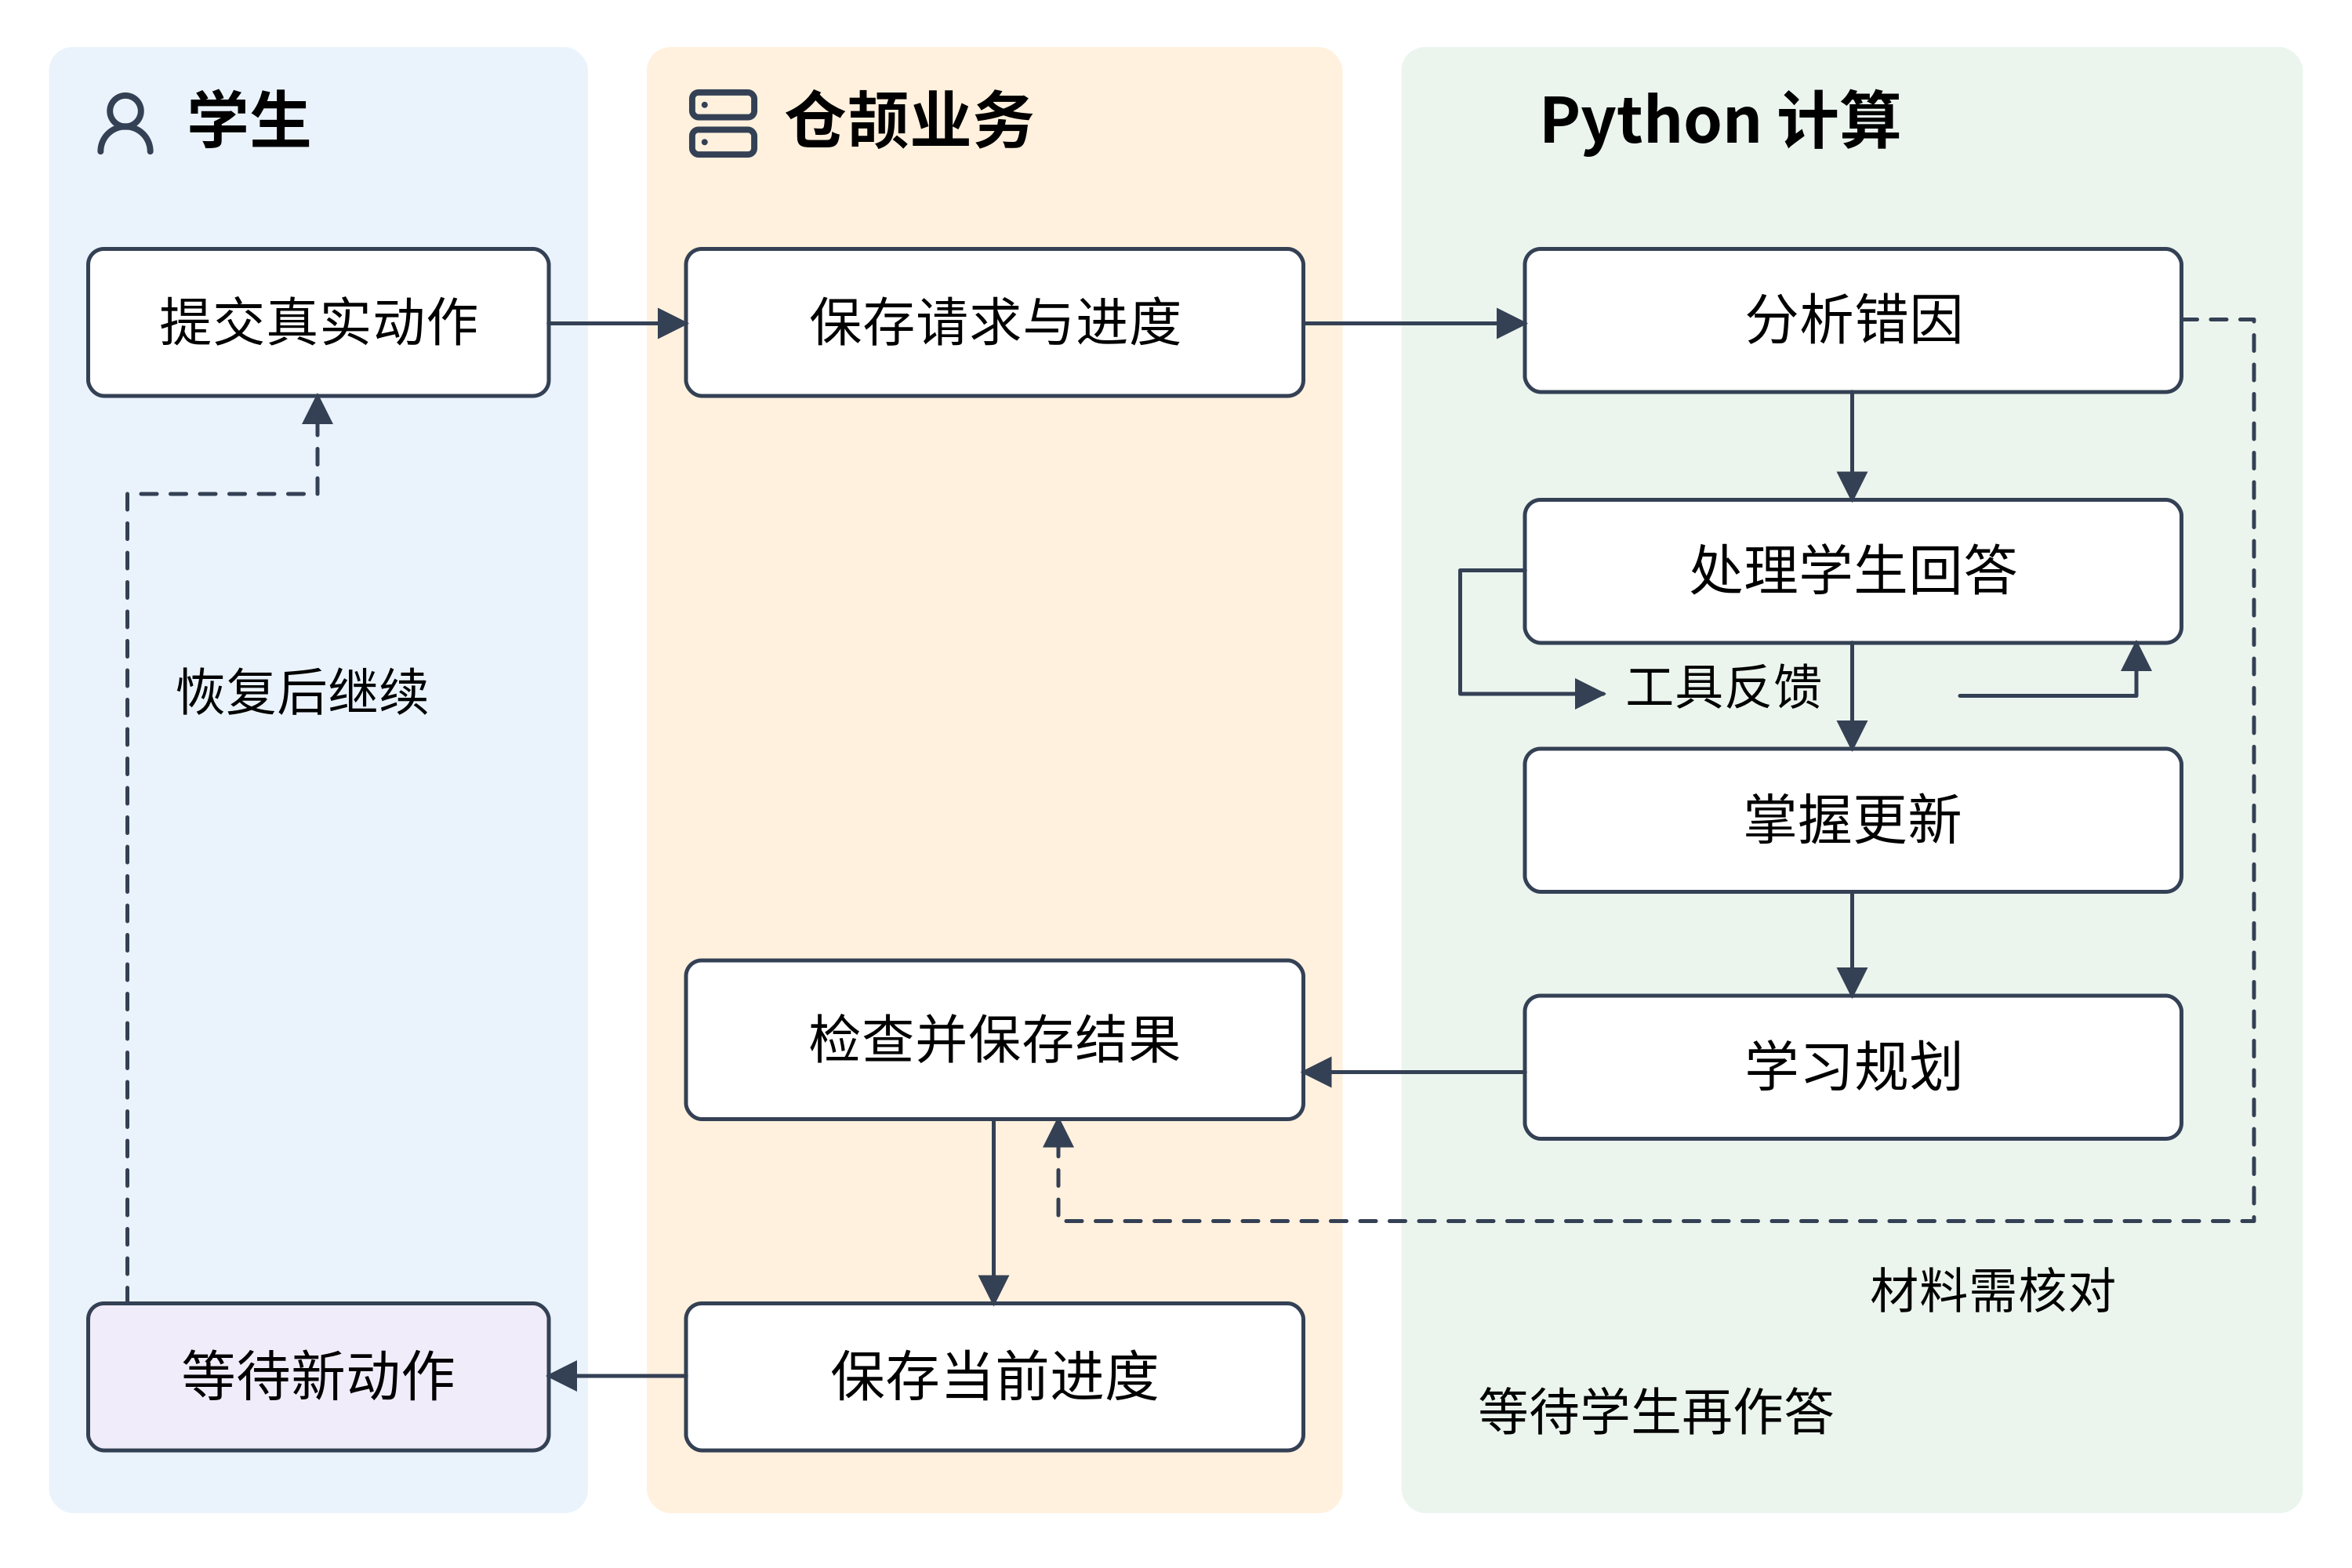 学生
仓颉业务
Python 计算
提交真实动作
保存请求与进度
分析错因
处理学生回答
工具反馈
恢复后继续
掌握更新
检查并保存结果
学习规划
材料需核对
等待新动作
保存当前进度
等待学生再作答